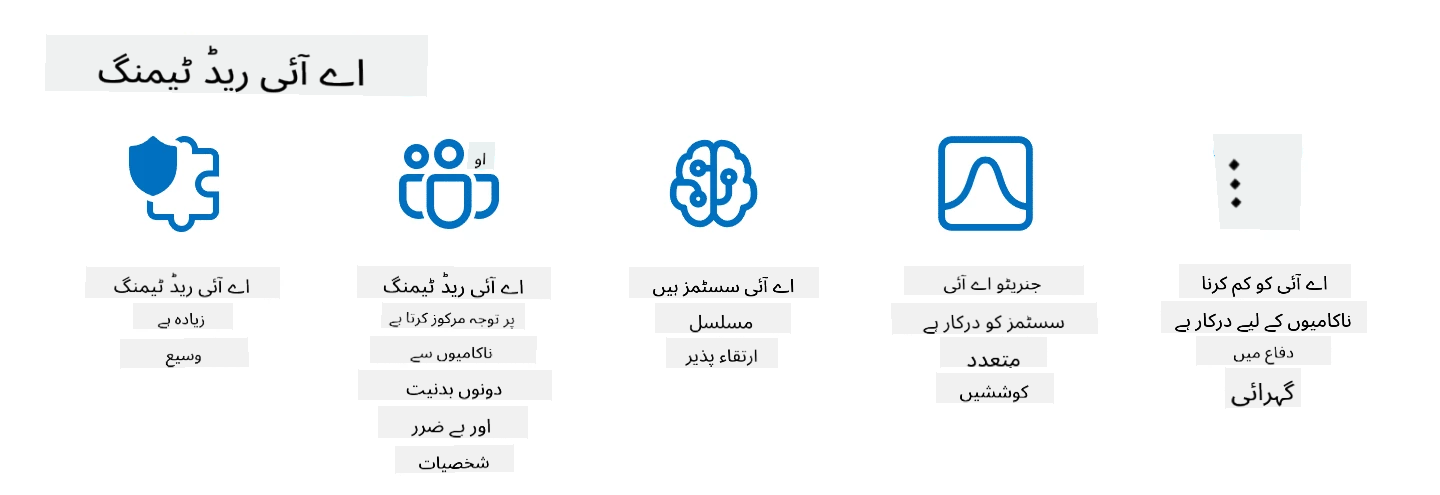 اے آئی ریڈ ٹیمنگ
او
اے آئی ریڈ ٹیمنگ
زیادہ ہے
وسیع
اے آئی ریڈ ٹیمنگ
پر توجہ مرکوز کرتا ہے
ناکامیوں سے
دونوں بدنیت
اور بے ضرر
شخصیات
اے آئی سسٹمز ہیں
مسلسل
ارتقاء پذیر
جنریٹو اے آئی
سسٹمز کو درکار ہے
متعدد
کوششیں
اے آئی کو کم کرنا
ناکامیوں کے لیے درکار ہے
دفاع میں
گہرائی